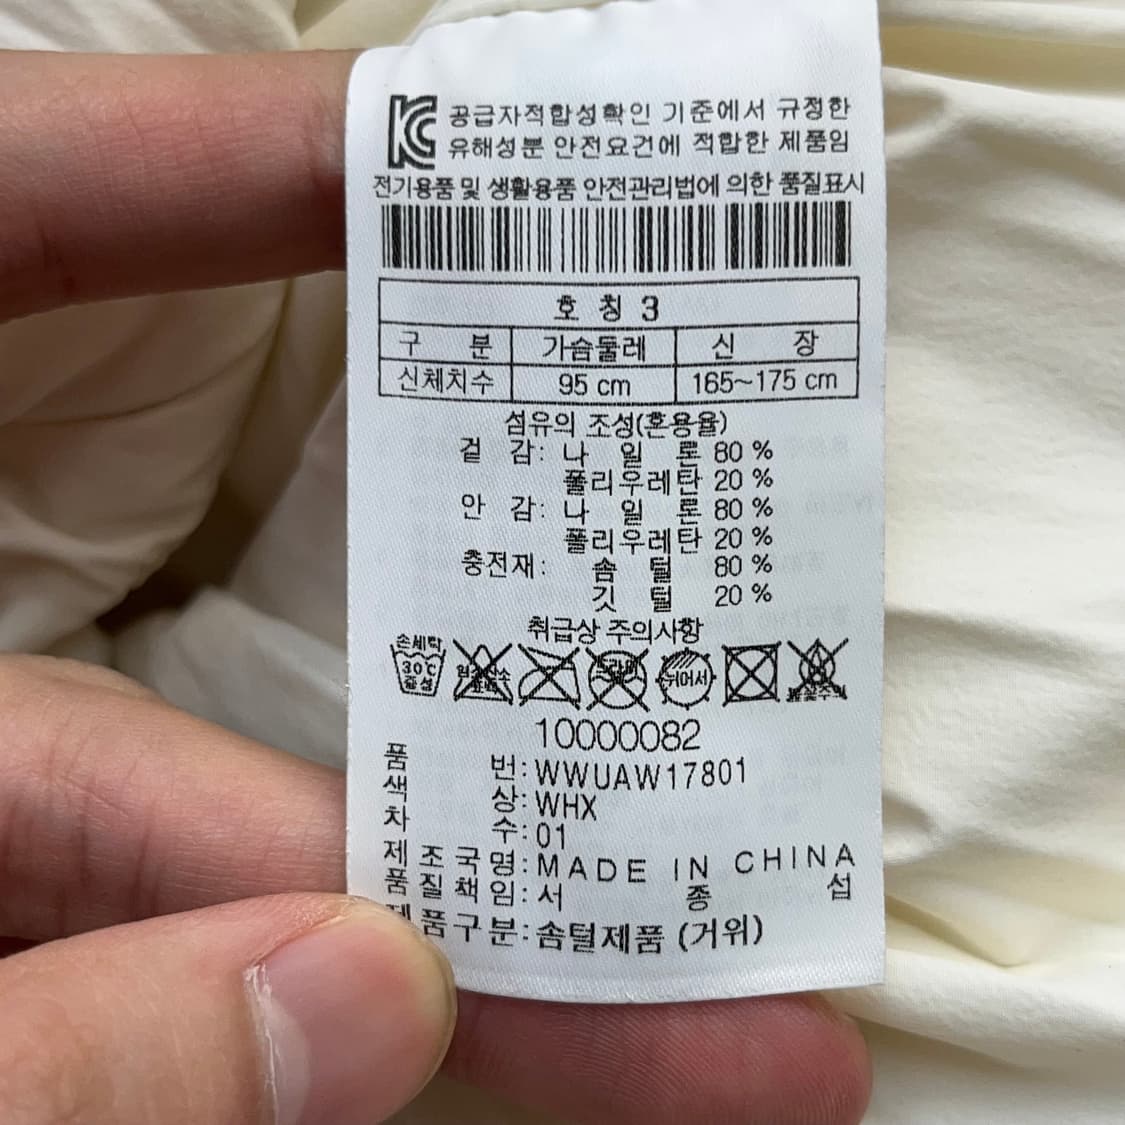 KC 공급자적합성확인 기준에서 규정한
유해성분 안전요건에 적합한 제품임
전기용품 및 생활용품 안전관리법에 의한 품질표시
호 칭 3
구 분 가슴둘레 신 장
신체치수 95 cm 165~175 cm
섬유의 조성(혼용율)
겉 감: 나 일 론 80 %
폴리우레탄 20 %
안 감: 나 일 론 80 %
폴리우레탄 20 %
충전재: 솜 털 80 %
깃 털 20 %
취급상 주의사항
손세탁
30℃
중성
뉘어서
10000082
품 번: WWUAW17801
색 상: WHX
차 수: 01
제조국명: MADE IN CHINA
품질책임: 서 종 섭
제품구분: 솜털제품 (거위)